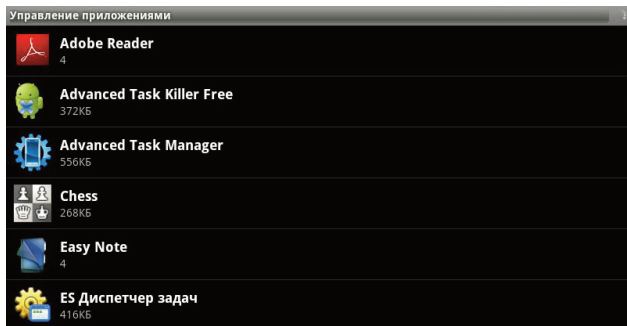 Управление приложениями
Adobe Reader
4
Advanced Task Killer Free
372КБ
Advanced Task Manager
556КБ
Chess
268КБ
Easy Note
4
ES Диспетчер задач
416КБ